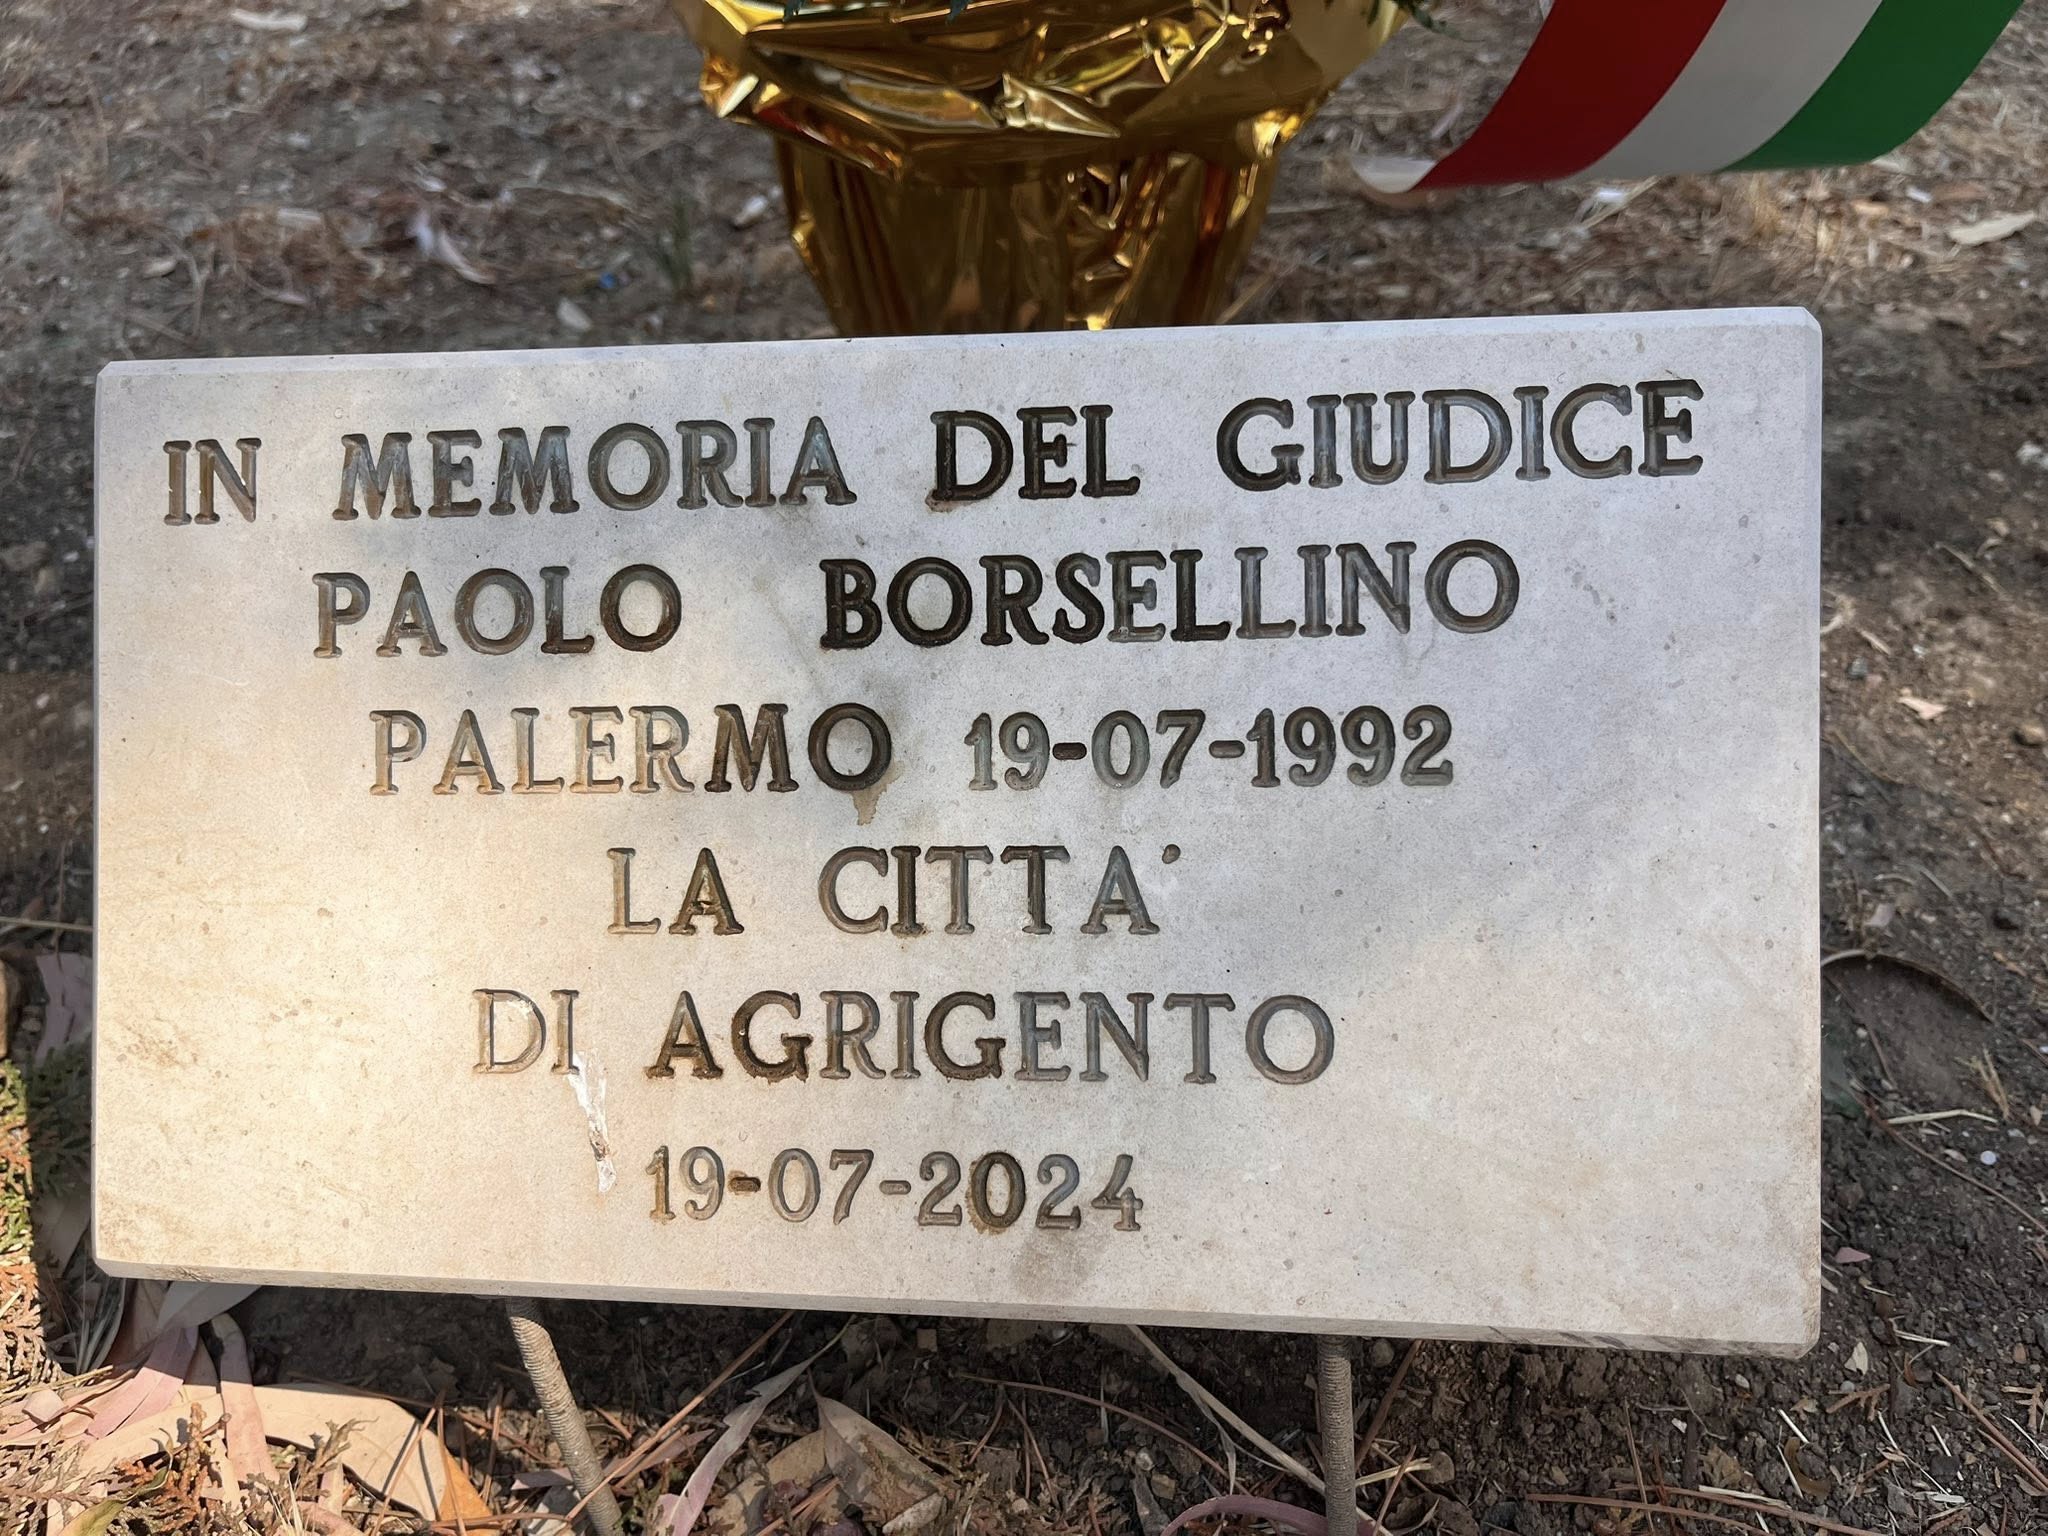 IN MEMORIA DEL GIUDICE
PAOLO BORSELLINO
PALERMO 19-07-1992
LA CITTA'
DI AGRIGENTO
19-07-2024